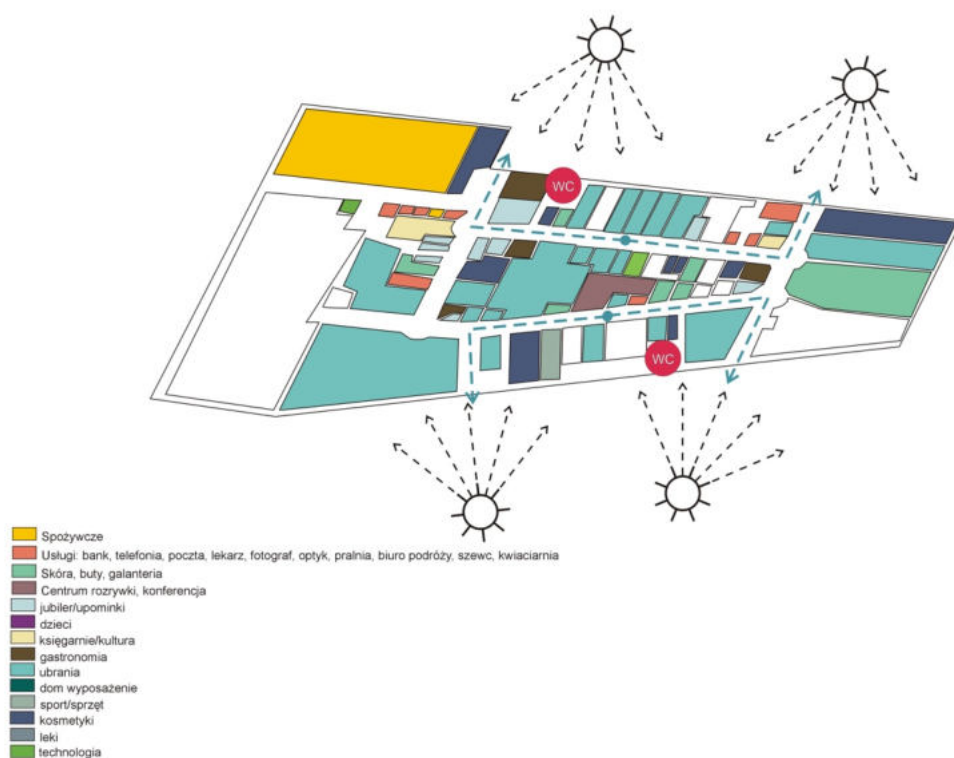 WC
WC
Spożywcze
Usługi: bank, telefonia, poczta, lekarz, fotograf, optyk, pralnia, biuro podróży, szewc, kwiaciarnia
Skóra, buty, galanteria
Centrum rozrywki, konferencja
jubiler/upominki
dzieci
księgarnie/kultura
gastronomia
ubrania
dom wyposażenie
sport/sprzęt
kosmetyki
leki
technologia